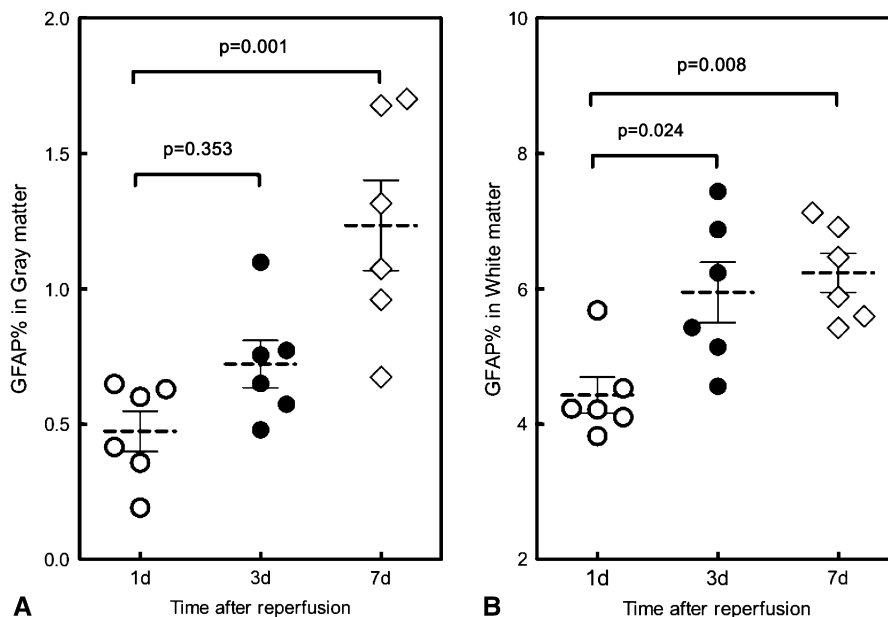 2.0
p=0.001
1.5
p=0.353
1.0
0.5
0.0
GFAP% in Gray matter
1d
3d
7d
A
Time after reperfusion
10
p=0.008
8
p=0.024
6
4
2
GFAP% in White matter
1d
3d
7d
B
Time after reperfusion